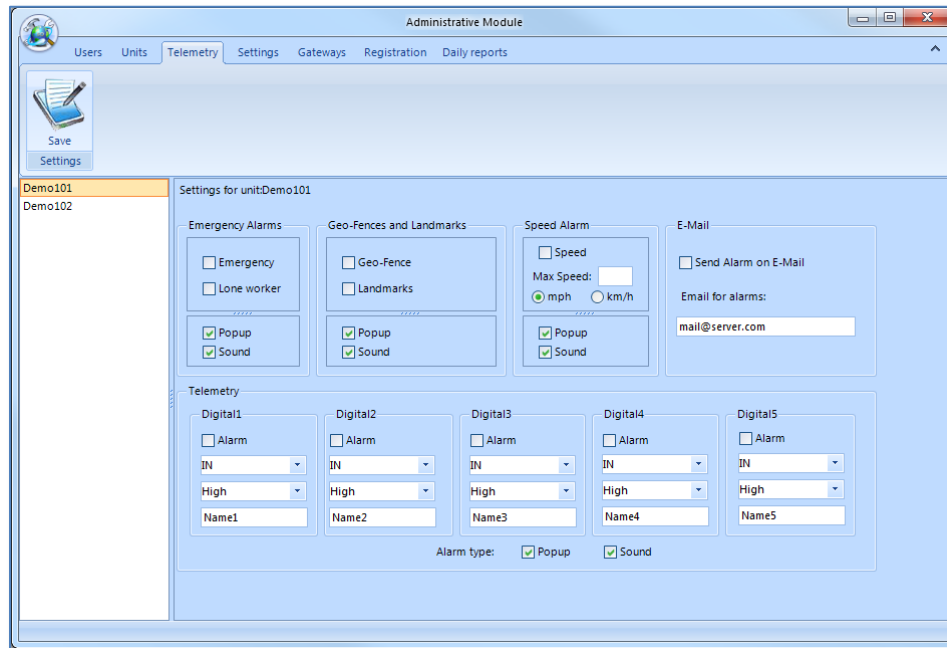 Administrative Module
Users Units Telemetry Settings Gateways Registration Daily reports
Save
Settings
Demo101
Demo102
Settings for unit:Demo101
Emergency Alarms Geo-Fences and Landmarks Speed Alarm E-Mail
Emergency Geo-Fence Speed Send Alarm on E-Mail
Lone worker Landmarks Max Speed: Email for alarms:
mph km/h
Popup Popup Popup mail@server.com
Sound Sound Sound
Telemetry
Digital1 Digital2 Digital3 Digital4 Digital5
Alarm Alarm Alarm Alarm Alarm
IN IN IN IN IN
High High High High High
Name1 Name2 Name3 Name4 Name5
Alarm type: Popup Sound